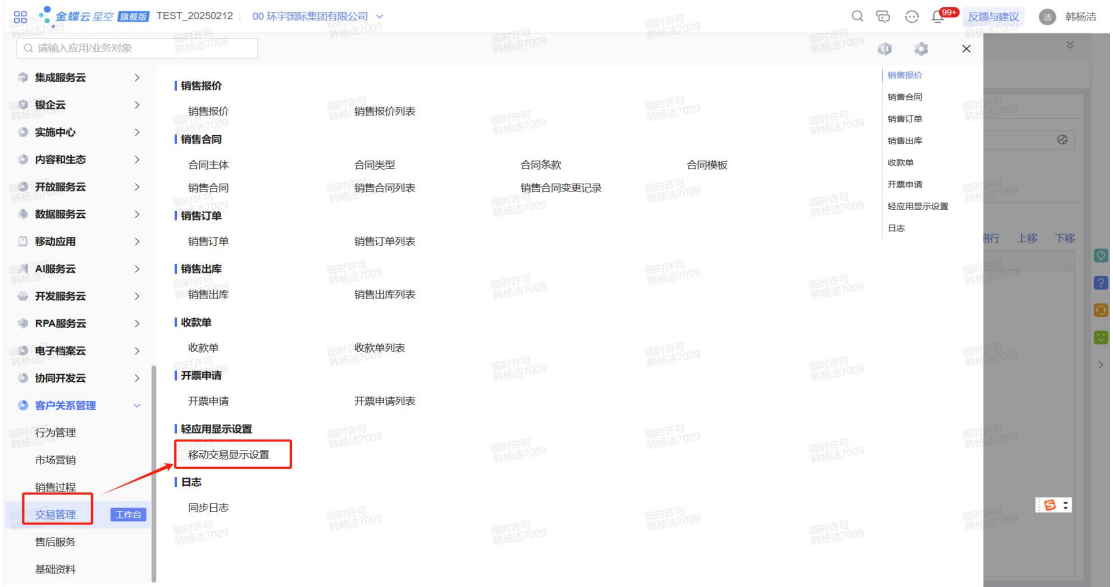 金蝶云星空 旗舰版 TEST_20250212 00 环宇国际集团有限公司 99+ 反馈与建议 洁 韩杨洁
请输入应用/业务对象
集成服务云
银企云
实施中心
内容和生态
开放服务云
数据服务云
移动应用
AI服务云
开发服务云
RPA服务云
电子档案云
协同开发云
客户关系管理
行为管理
市场营销
销售过程
交易管理 工作台
售后服务
基础资料
销售报价
销售报价 销售报价列表
销售合同
合同主体 合同类型 合同条款 合同模板
销售合同 销售合同列表 销售合同变更记录
销售订单
销售订单 销售订单列表
销售出库
销售出库 销售出库列表
收款单
收款单 收款单列表
开票申请
开票申请 开票申请列表
轻应用显示设置
移动交易显示设置
日志
同步日志
销售报价
销售合同
销售订单
销售出库
收款单
开票申请
轻应用显示设置
日志
删行 上移 下移
临时许可
韩杨洁7009